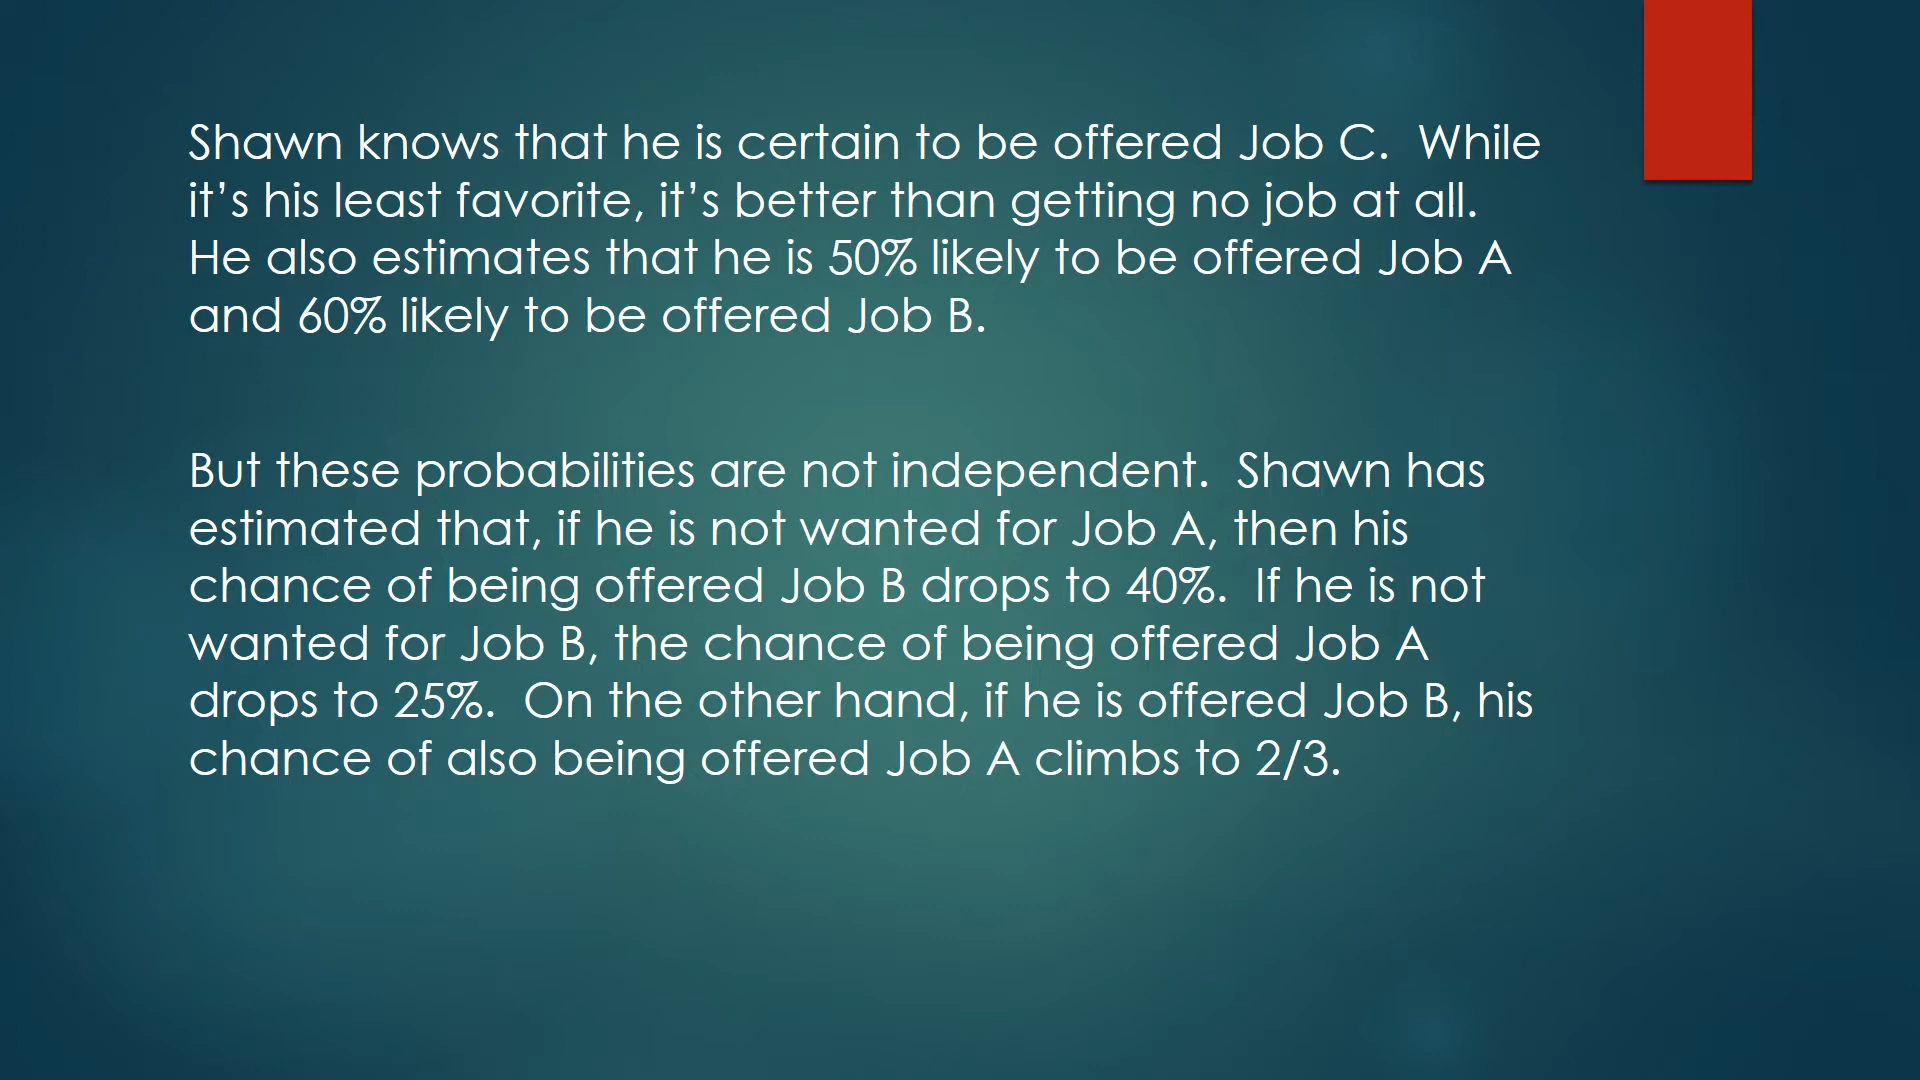 Shawn knows that he is certain to be offered Job C.  While
it’s his least favorite, it’s better than getting no job at all.
He also estimates that he is 50% likely to be offered Job A
and 60% likely to be offered Job B.
But these probabilities are not independent.  Shawn has
estimated that, if he is not wanted for Job A, then his
chance of being offered Job B drops to 40%.  If he is not
wanted for Job B, the chance of being offered Job A
drops to 25%.  On the other hand, if he is offered Job B, his
chance of also being offered Job A climbs to 2/3.